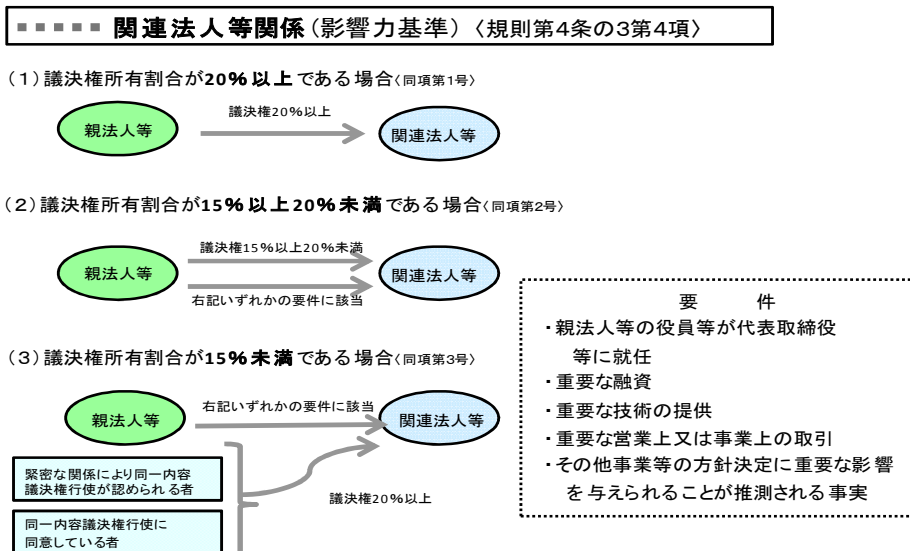 ■■■■■ 関連法人等関係(影響力基準)〈規則第4条の3第4項〉
(1)議決権所有割合が20%以上である場合〈同項第1号〉
親法人等
議決権20%以上
関連法人等
(2)議決権所有割合が15%以上20%未満である場合〈同項第2号〉
親法人等
議決権15%以上20%未満
右記いずれかの要件に該当
関連法人等
(3)議決権所有割合が15%未満である場合〈同項第3号〉
親法人等
右記いずれかの要件に該当
関連法人等
緊密な関係により同一内容
議決権行使が認められる者
同一内容議決権行使に
同意している者
議決権20%以上
要 件
・親法人等の役員等が代表取締役
等に就任
・重要な融資
・重要な技術の提供
・重要な営業上又は事業上の取引
・その他事業等の方針決定に重要な影響
を与えられることが推測される事実